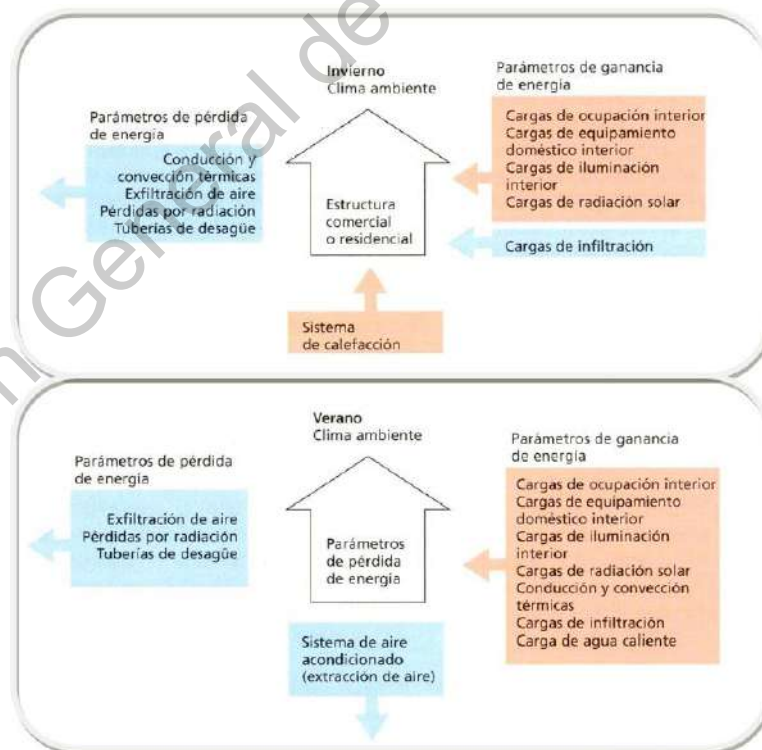 Invierno
Clima ambiente
Parámetros de pérdida
de energía
Conducción y
convección térmicas
Exfiltración de aire
Pérdidas por radiación
Tuberías de desagüe
Estructura
comercial
o residencial
Parámetros de ganancia
de energía
Cargas de ocupación interior
Cargas de equipamiento
doméstico interior
Cargas de iluminación
interior
Cargas de radiación solar
Cargas de infiltración
Sistema
de calefacción
Verano
Clima ambiente
Parámetros de pérdida
de energía
Exfiltración de aire
Pérdidas por radiación
Tuberías de desagüe
Parámetros
de pérdida
de energía
Parámetros de ganancia
de energía
Cargas de ocupación interior
Cargas de equipamiento
doméstico interior
Cargas de iluminación
interior
Cargas de radiación solar
Conducción y convección
térmicas
Cargas de infiltración
Carga de agua caliente
Sistema de aire
acondicionado
(extracción de aire)
General de